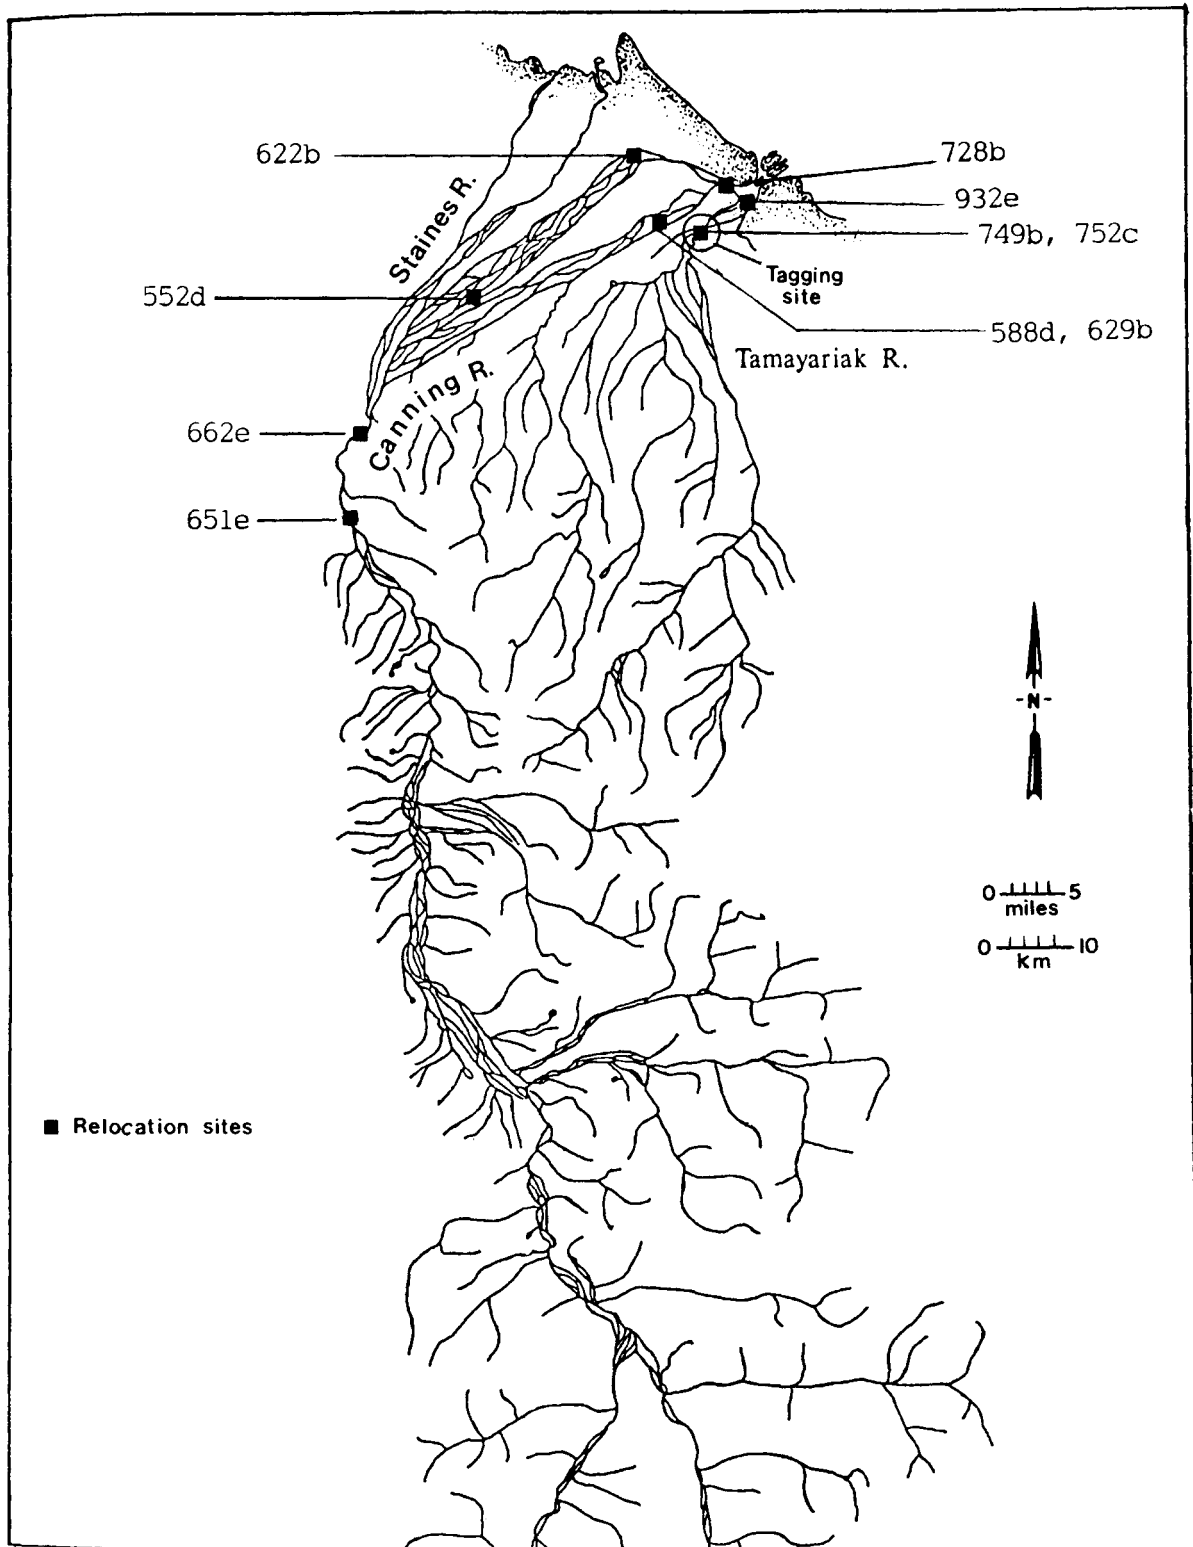 622b
728b
932e
749b, 752c
Staines R.
Tagging
site
552d
588d, 629b
Tamayariak R.
Canning R.
662e
651e
-N-
0 5
miles
0 10
Km
Relocation sites